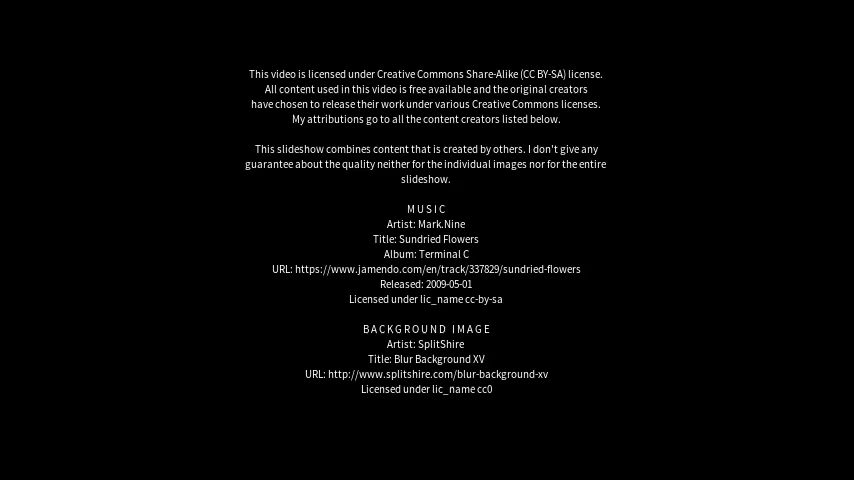 This video is licensed under Creative Commons Share-Alike (CC BY-SA) license.
All content used in this video is free available and the original creators
have chosen to release their work under various Creative Commons licenses.
My attributions go to all the content creators listed below.
This slideshow combines content that is created by others. I don't give any
guarantee about the quality neither for the individual images nor for the entire
slideshow.
MUSIC
Artist: Mark.Nine
Title: Sundried Flowers
Album: Terminal C
URL: https://www.jamendo.com/en/track/337829/sundried-flowers
Released: 2009-05-01
Licensed under lic_name cc-by-sa
BACKGROUND IMAGE
Artist: SplitShire
Title: Blur Background XV
URL: http://www.splitshire.com/blur-background-xv
Licensed under lic_name cc0